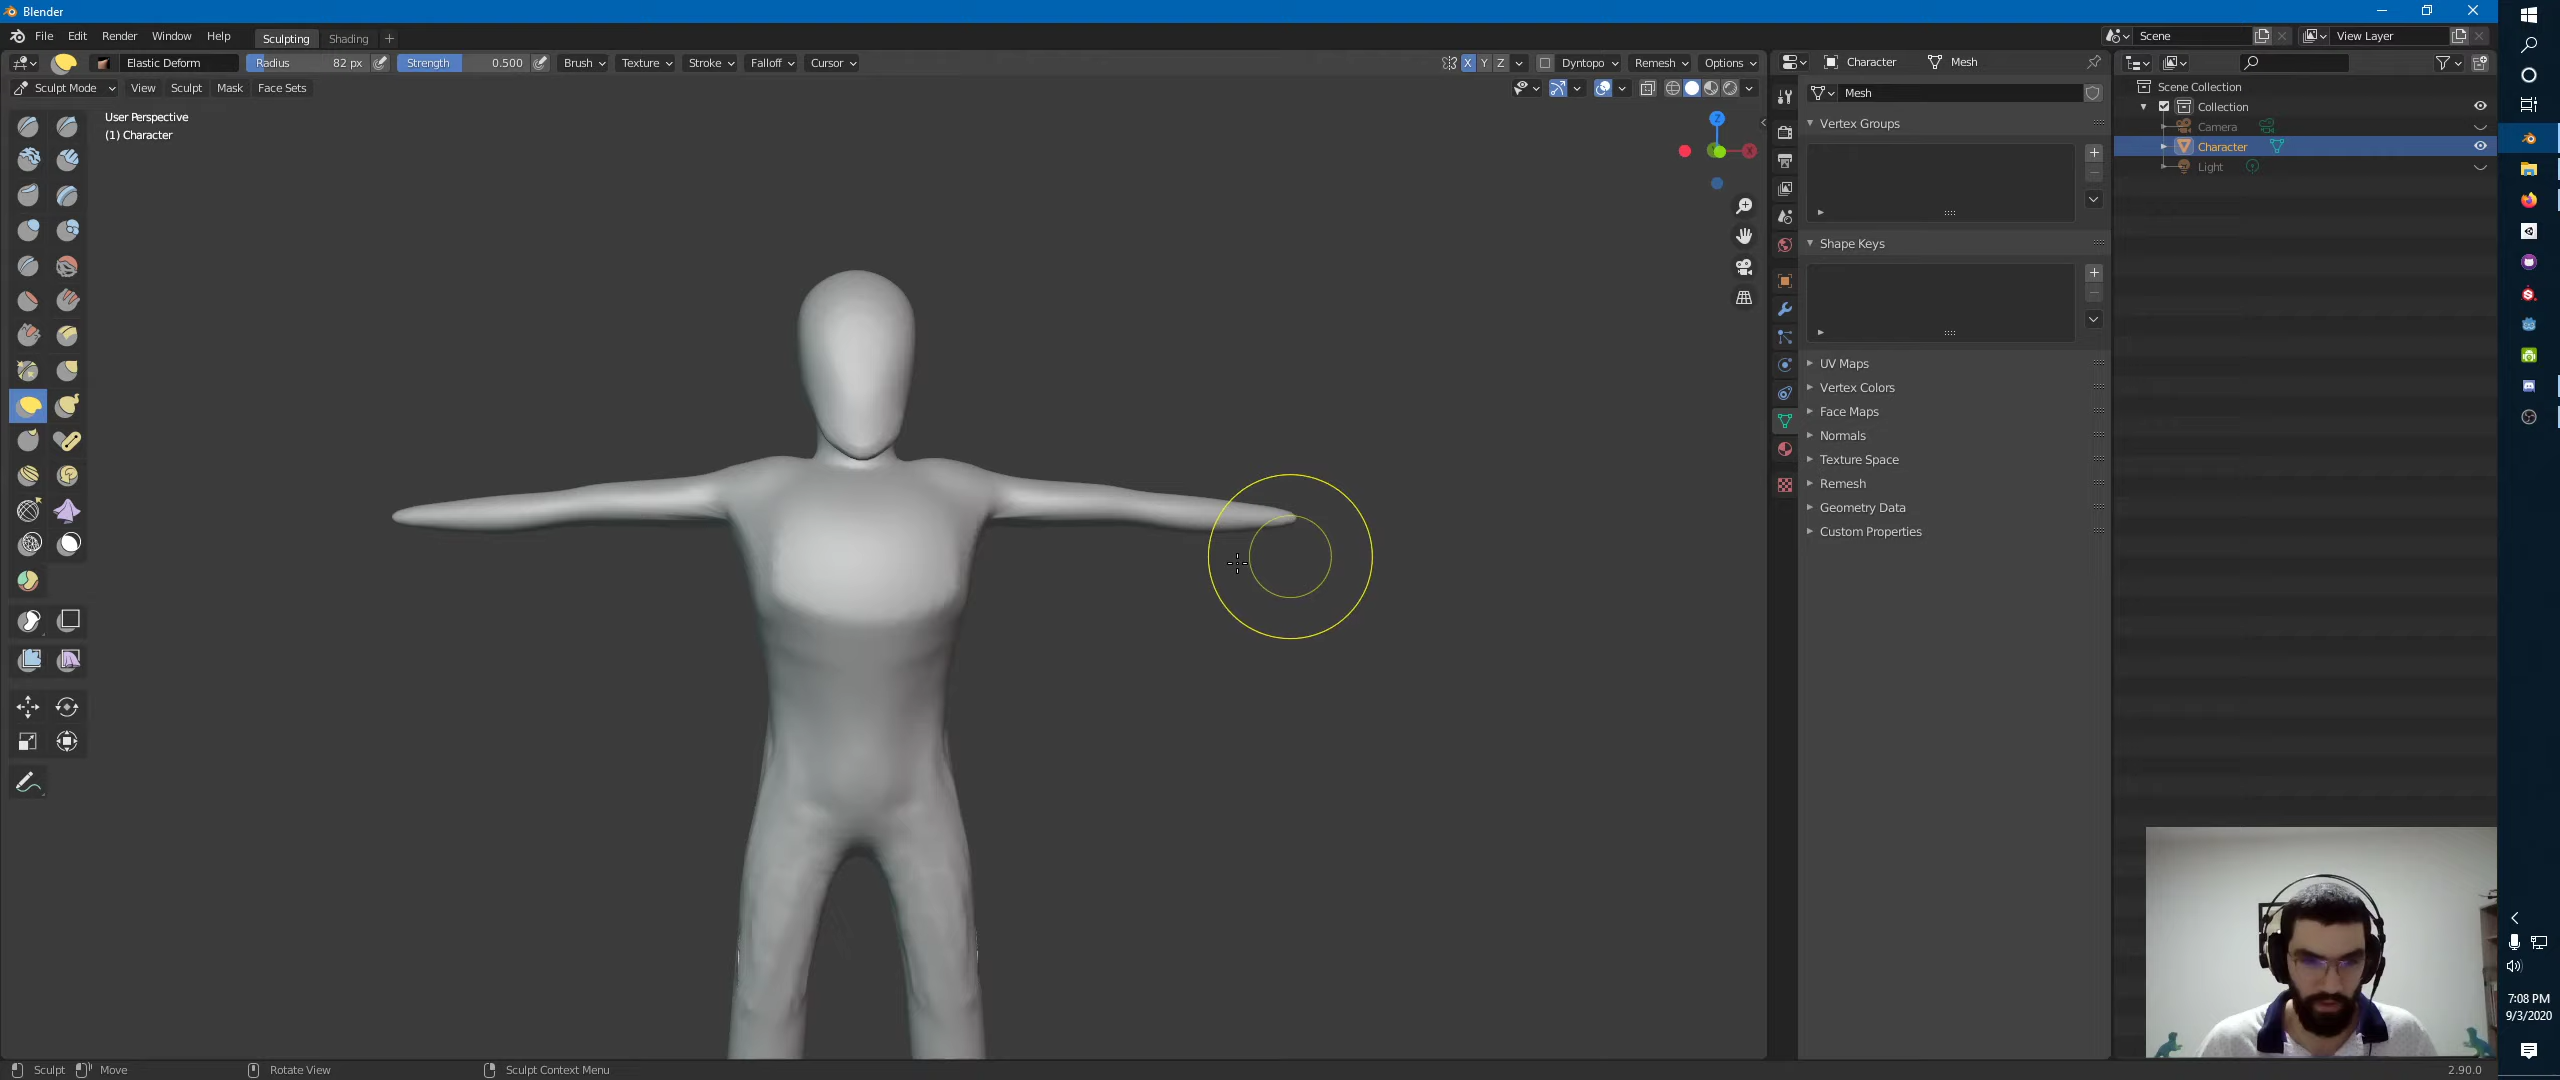 Blender
File Edit Render Window Help Sculpting Shading + Scene View Layer
Elastic Deform Radius 82 px Strength 0.500 Brush Texture Stroke Falloff Cursor X Y Z Dyntopo Remesh Options Character Mesh
Sculpt Mode View Sculpt Mask Face Sets
User Perspective
(1) Character
Z
X
Mesh
Vertex Groups
Shape Keys
UV Maps
Vertex Colors
Face Maps
Normals
Texture Space
Remesh
Geometry Data
Custom Properties
Scene Collection
Collection
Camera
Character
Light
7:08 PM
9/3/2020
Sculpt Move Rotate View Sculpt Context Menu 2.90.0